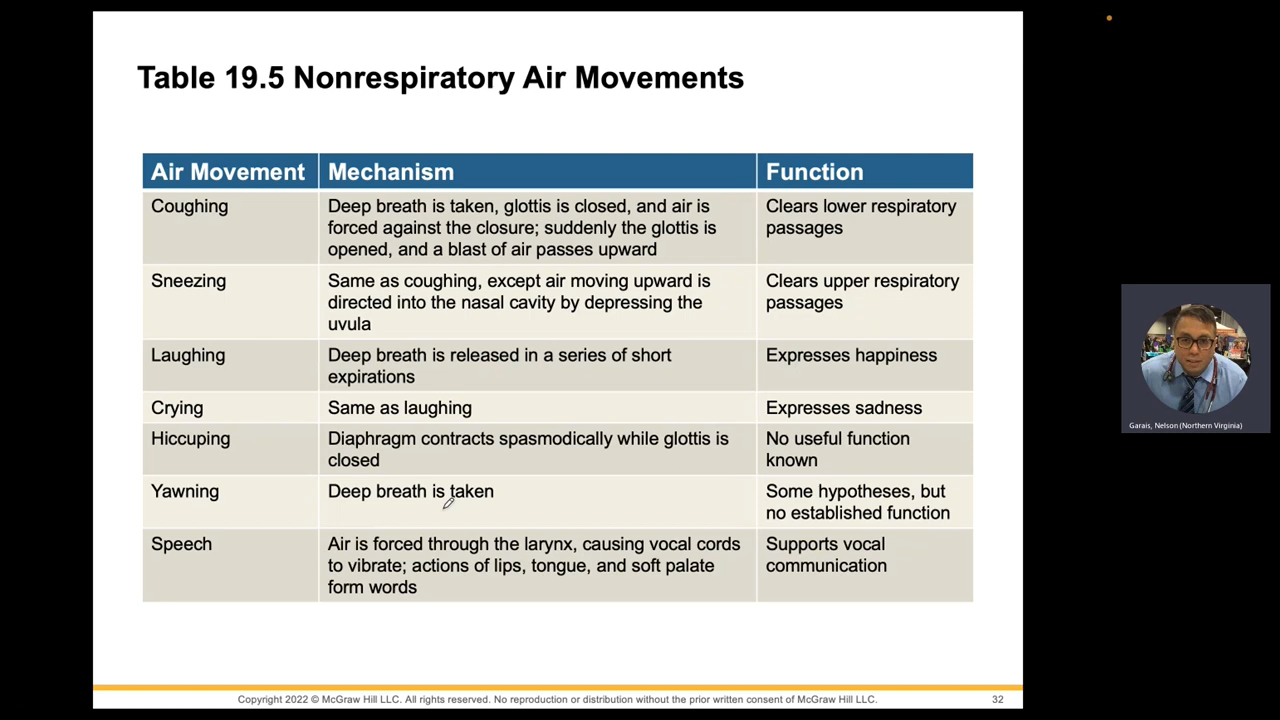 Table 19.5 Nonrespiratory Air Movements
Air Movement Mechanism Function
Coughing
Deep breath is taken, glottis is closed, and air is
forced against the closure; suddenly the glottis is
opened, and a blast of air passes upward
Clears lower respiratory
passages
Sneezing
Same as coughing, except air moving upward is
directed into the nasal cavity by depressing the
uvula
Clears upper respiratory
passages
Laughing
Deep breath is released in a series of short
expirations
Expresses happiness
Crying
Same as laughing
Expresses sadness
Hiccuping
Diaphragm contracts spasmodically while glottis is
closed
No useful function
known
Yawning
Deep breath is taken
Some hypotheses, but
no established function
Speech
Air is forced through the larynx, causing vocal cords
to vibrate; actions of lips, tongue, and soft palate
form words
Supports vocal
communication
Copyright 2022 © McGraw Hill LLC. All rights reserved. No reproduction or distribution without the prior written consent of McGraw Hill LLC.
32
Garais, Nelson (Northern Virginia)